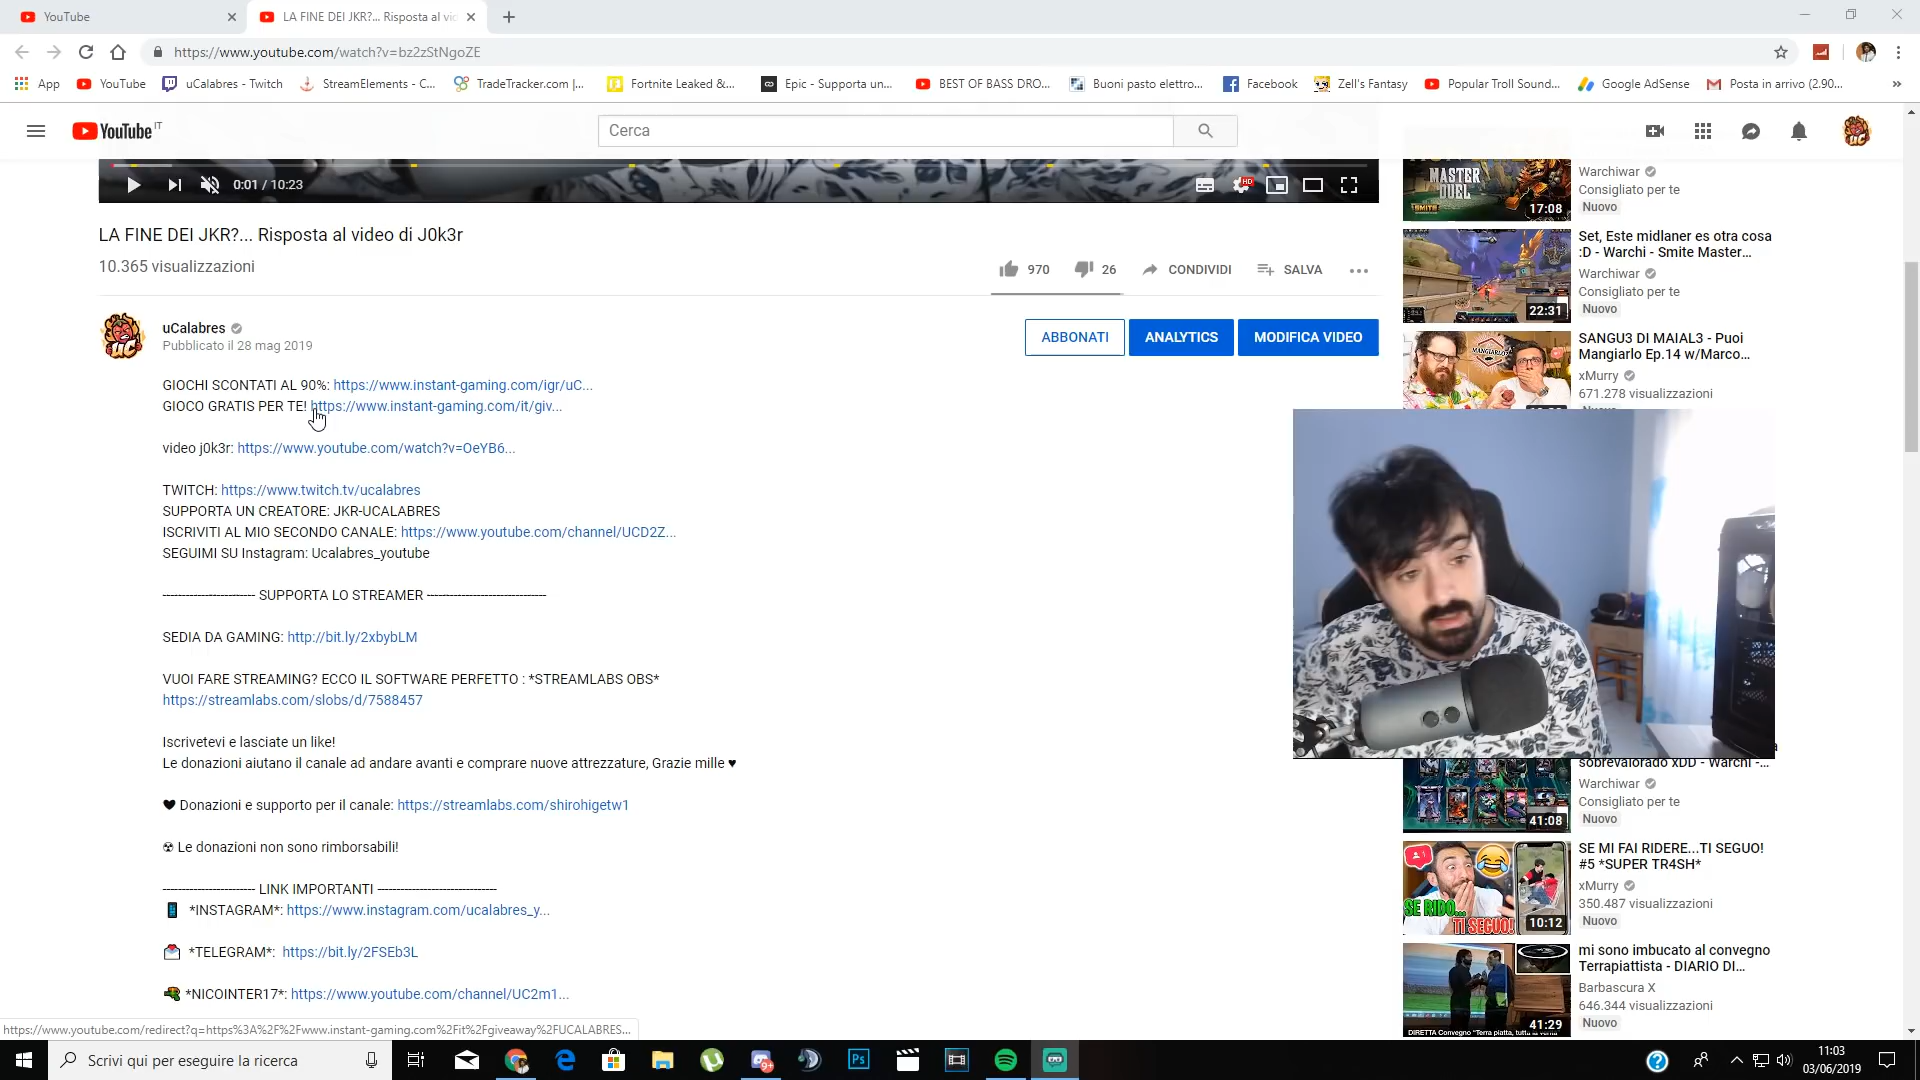 YouTube
LA FINE DEI JKR?... Risposta al vid
https://www.youtube.com/watch?v=bz2zStNgoZE
App
YouTube
uCalabres - Twitch
StreamElements - C...
TradeTracker.com |...
Fortnite Leaked &...
Epic - Supporta un...
BEST OF BASS DRO...
Buoni pasto elettro...
Facebook
Zell's Fantasy
Popular Troll Sound...
Google AdSense
Posta in arrivo (2.90...
»
YouTube IT
Cerca
0:01 / 10:23
HD
LA FINE DEI JKR?... Risposta al video di J0k3r
10.365 visualizzazioni
970
26
CONDIVIDI
SALVA
uCalabres
Pubblicato il 28 mag 2019
ABBONATI
ANALYTICS
MODIFICA VIDEO
GIOCHI SCONTATI AL 90%: https://www.instant-gaming.com/igr/uC...
GIOCO GRATIS PER TE! https://www.instant-gaming.com/it/giv...
video j0k3r: https://www.youtube.com/watch?v=OeYB6...
TWITCH: https://www.twitch.tv/ucalabres
SUPPORTA UN CREATORE: JKR-UCALABRES
ISCRIVITI AL MIO SECONDO CANALE: https://www.youtube.com/channel/UCD2Z...
SEGUIMI SU Instagram: Ucalabres_youtube
------------------------ SUPPORTA LO STREAMER -------------------------------
SEDIA DA GAMING: http://bit.ly/2xbybLM
VUOI FARE STREAMING? ECCO IL SOFTWARE PERFETTO : *STREAMLABS OBS*
https://streamlabs.com/slobs/d/7588457
Iscrivetevi e lasciate un like!
Le donazioni aiutano il canale ad andare avanti e comprare nuove attrezzature, Grazie mille ♥
♥ Donazioni e supporto per il canale: https://streamlabs.com/shirohigetw1
☢ Le donazioni non sono rimborsabili!
------------------------ LINK IMPORTANTI -------------------------------
📱 *INSTAGRAM*: https://www.instagram.com/ucalabres_y...
📩 *TELEGRAM*: https://bit.ly/2FSEb3L
🔫 *NICOINTER17*: https://www.youtube.com/channel/UC2m1...
https://www.youtube.com/redirect?q=https%3A%2F%2Fwww.instant-gaming.com%2Fit%2Fgiveaway%2FUCALABRES...
MASTER
DUEL
SMITE
17:08
Warchiwar
Consigliato per te
Nuovo
22:31
Set, Este midlaner es otra cosa
:D - Warchi - Smite Master...
Warchiwar
Consigliato per te
Nuovo
MANGIARLO?
SANGU3 DI MAIAL3 - Puoi
Mangiarlo Ep.14 w/Marco...
xMurry
671.278 visualizzazioni
sobrevalorado xDD - Warchi -...
Warchiwar
Consigliato per te
Nuovo
41:08
SE RIDO...
TI SEGUO!
10:12
SE MI FAI RIDERE...TI SEGUO!
#5 *SUPER TR4SH*
xMurry
350.487 visualizzazioni
Nuovo
DIRETTA Convegno "Terra piatta, tutta la verità
41:29
mi sono imbucato al convegno
Terrapiattista - DIARIO DI...
Barbascura X
646.344 visualizzazioni
Nuovo
Scrivi qui per eseguire la ricerca
Ps
11:03
03/06/2019